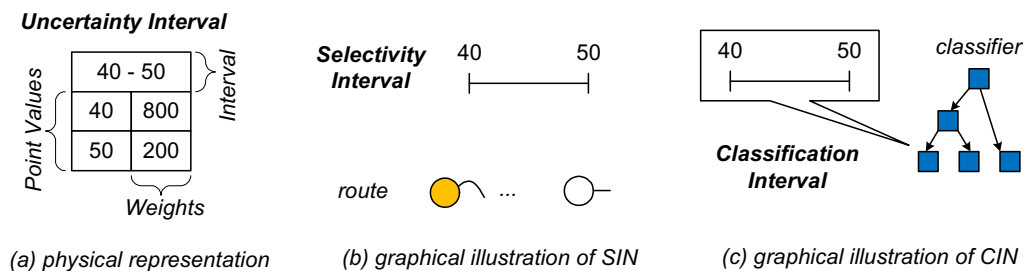 Uncertainty Interval
40 - 50
40 800
50 200
Point Values
Interval
Weights
(a) physical representation
Selectivity
Interval
40 50
route ...
(b) graphical illustration of SIN
40 50
classifier
Classification
Interval
(c) graphical illustration of CIN